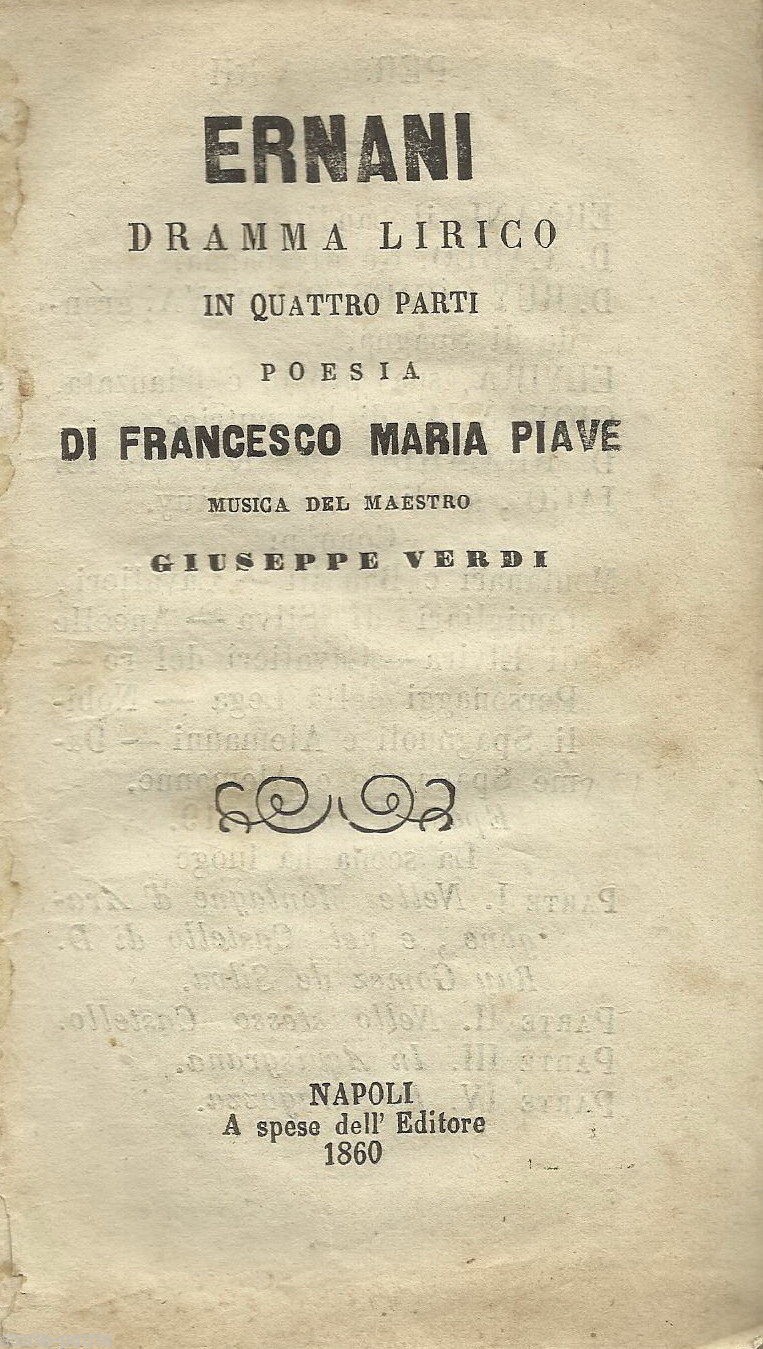 ERNANI
DRAMMA LIRICO
IN QUATTRO PARTI
POESIA
DI FRANCESCO MARIA PIAVE
MUSICA DEL MAESTRO
GIUSEPPE VERDI
NAPOLI
A spese dell' Editore
1860